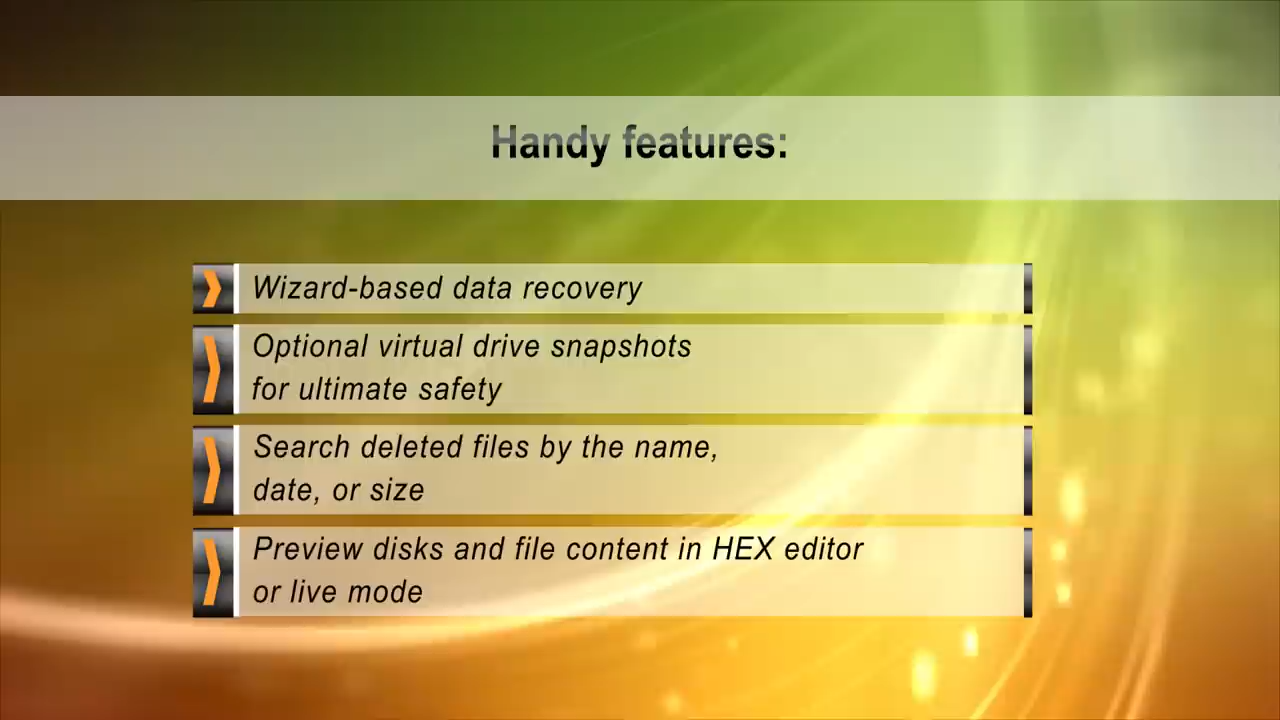 Handy features:
Wizard-based data recovery
Optional virtual drive snapshots
for ultimate safety
Search deleted files by the name,
date, or size
Preview disks and file content in HEX editor
or live mode